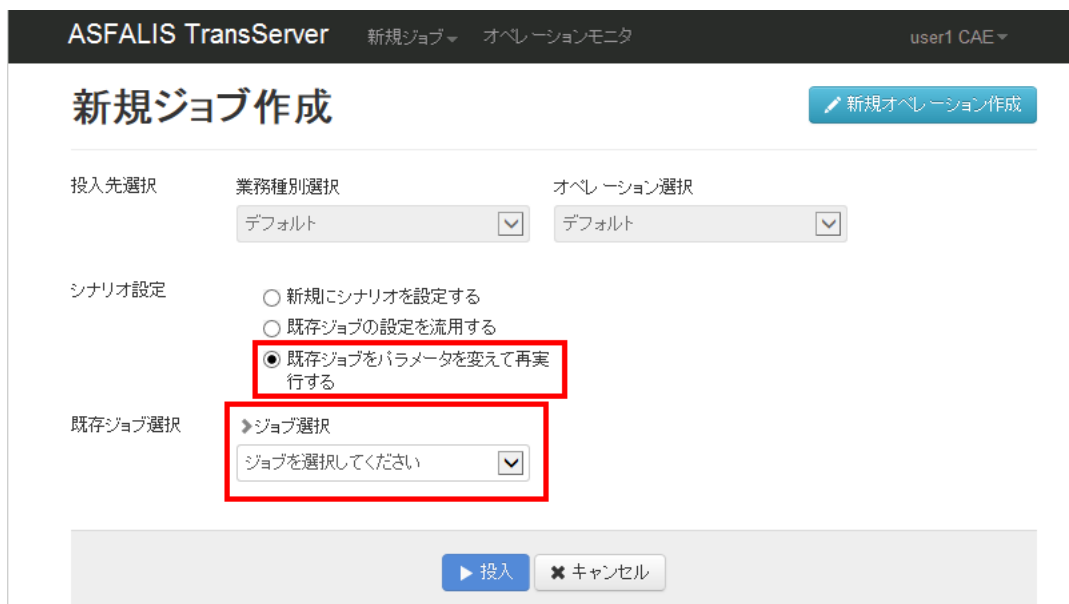 ASFALIS TransServer 新規ジョブ オペレーションモニタ user1 CAE
新規ジョブ作成 新規オペレーション作成
投入先選択 業務種別選択 オペレーション選択
デフォルト デフォルト
シナリオ設定
新規にシナリオを設定する
既存ジョブの設定を流用する
既存ジョブをパラメータを変えて再実
行する
既存ジョブ選択 ジョブ選択
ジョブを選択してください
投入 キャンセル